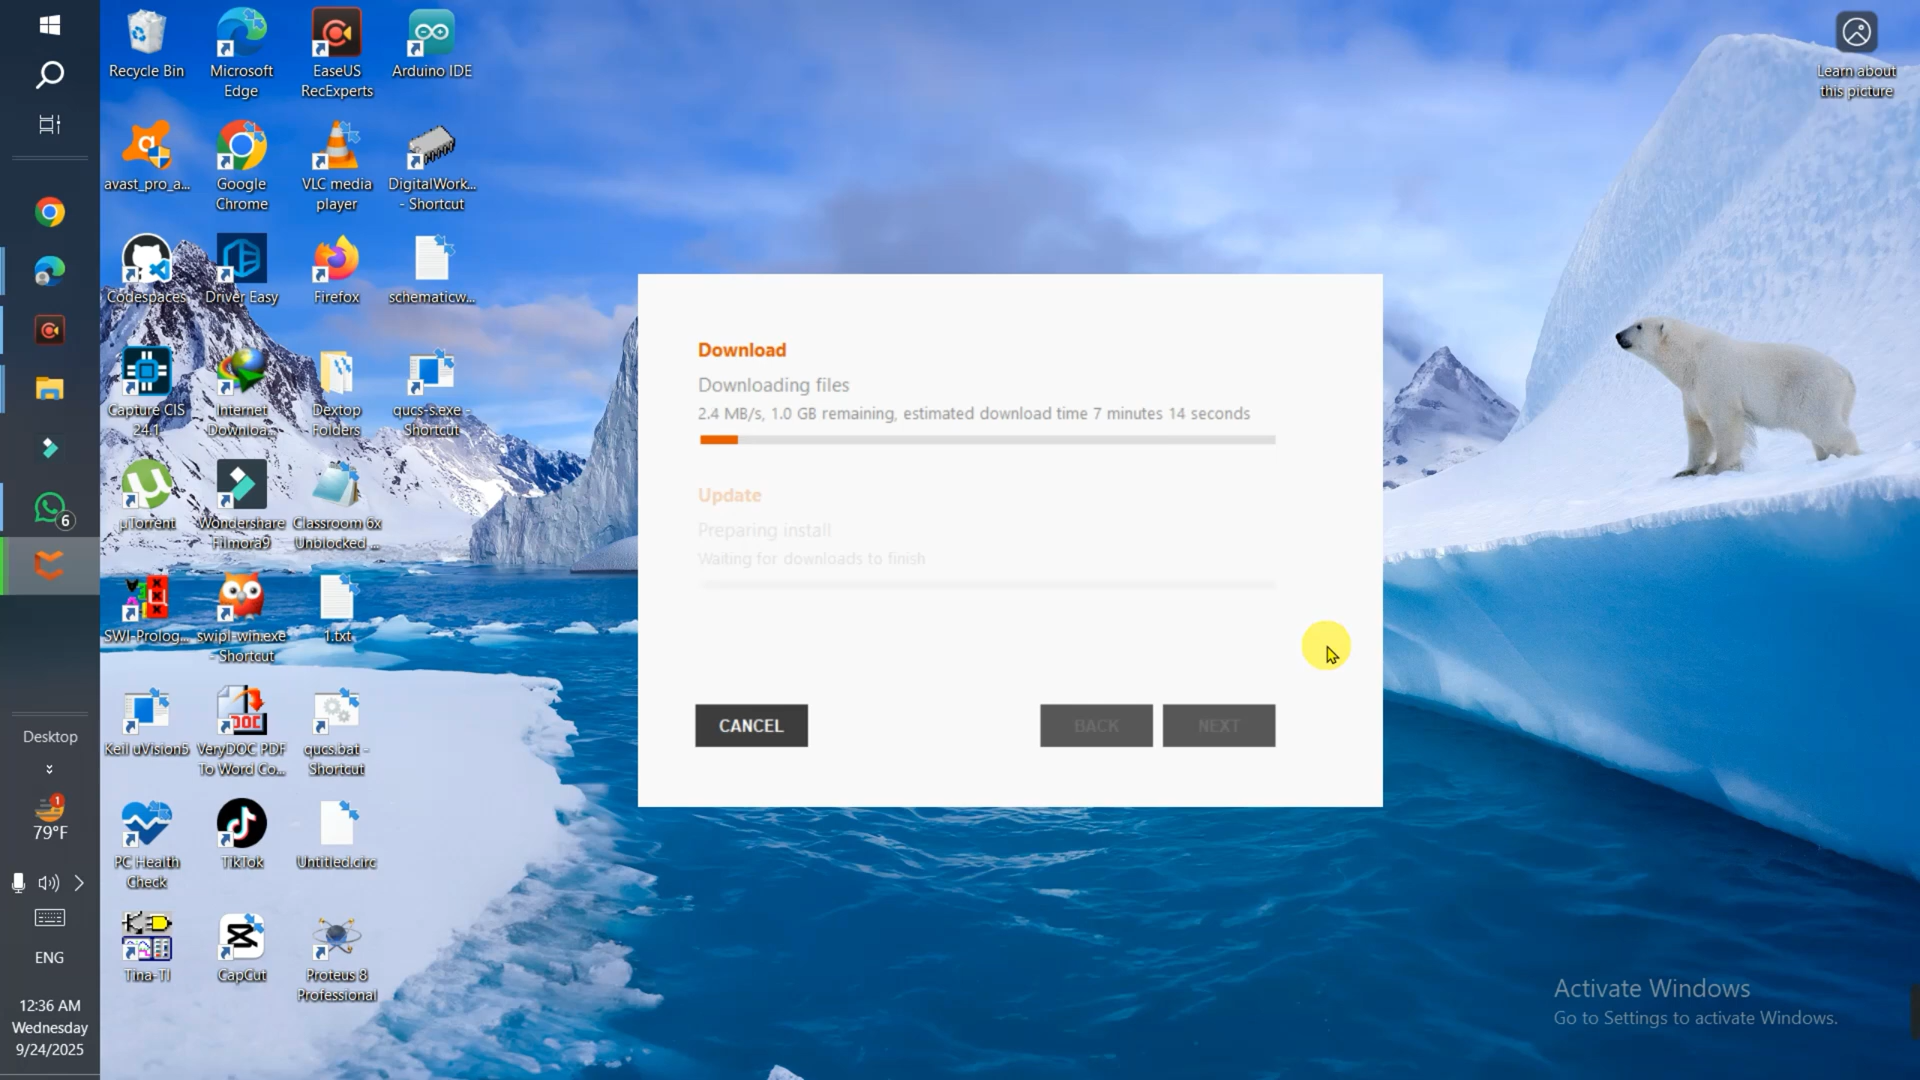 Recycle Bin
Microsoft
Edge
EaseUS
RecExperts
Arduino IDE
avast_pro_a...
Google
Chrome
VLC media
player
DigitalWork...
- Shortcut
Codespaces
Driver Easy
Firefox
schematicw...
Capture CIS
24.1
Internet
Downloa...
Dextop
Folders
qucs-s.exe -
Shortcut
µTorrent
Wondershare
Filmora9
Classroom 6x
Unblocked ...
SWI-Prolog...
swipl-win.exe
- Shortcut
1.txt
Keil uVision5
VeryDOC PDF
To Word Co...
DOC
qucs.bat -
Shortcut
PC Health
Check
TikTok
Untitled.circ
Tina-TI
CapCut
Proteus 8
Professional
6
Desktop
1
79°F
ENG
12:36 AM
Wednesday
9/24/2025
Download
Downloading files
2.4 MB/s, 1.0 GB remaining, estimated download time 7 minutes 14 seconds
Update
Preparing install
Waiting for downloads to finish
CANCEL
BACK
NEXT
Learn about
this picture
Activate Windows
Go to Settings to activate Windows.